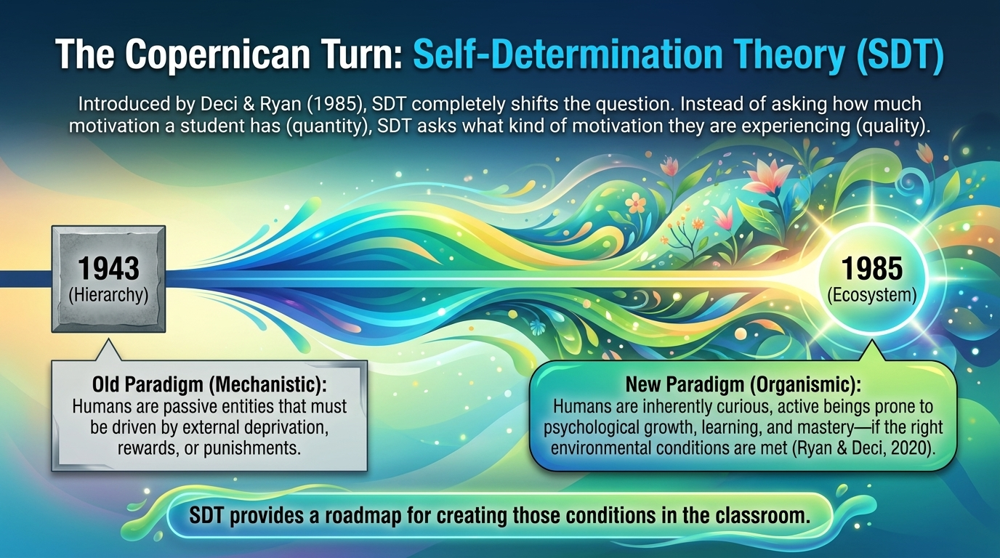 The Copernican Turn: Self-Determination Theory (SDT)
Introduced by Deci & Ryan (1985), SDT completely shifts the question. Instead of asking how much
motivation a student has (quantity), SDT asks what kind of motivation they are experiencing (quality).
1943
(Hierarchy)
1985
(Ecosystem)
Old Paradigm (Mechanistic):
Humans are passive entities that must
be driven by external deprivation,
rewards, or punishments.
New Paradigm (Organismic):
Humans are inherently curious, active beings prone to
psychological growth, learning, and mastery—if the right
environmental conditions are met (Ryan & Deci, 2020).
SDT provides a roadmap for creating those conditions in the classroom.